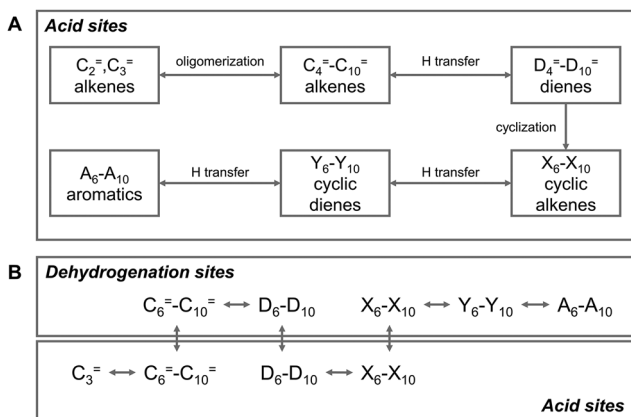 A
Acid sites
C₂⁼,C₃⁼
alkenes
oligomerization
C₄⁼-C₁₀⁼
alkenes
H transfer
D₄⁼-D₁₀⁼
dienes
cyclization
A₆-A₁₀
aromatics
H transfer
Y₆-Y₁₀
cyclic
dienes
H transfer
X₆-X₁₀
cyclic
alkenes
B
Dehydrogenation sites
C₆⁼-C₁₀⁼ D₆-D₁₀ X₆-X₁₀ Y₆-Y₁₀ A₆-A₁₀
C₃⁼ C₆⁼-C₁₀⁼ D₆-D₁₀ X₆-X₁₀
Acid sites